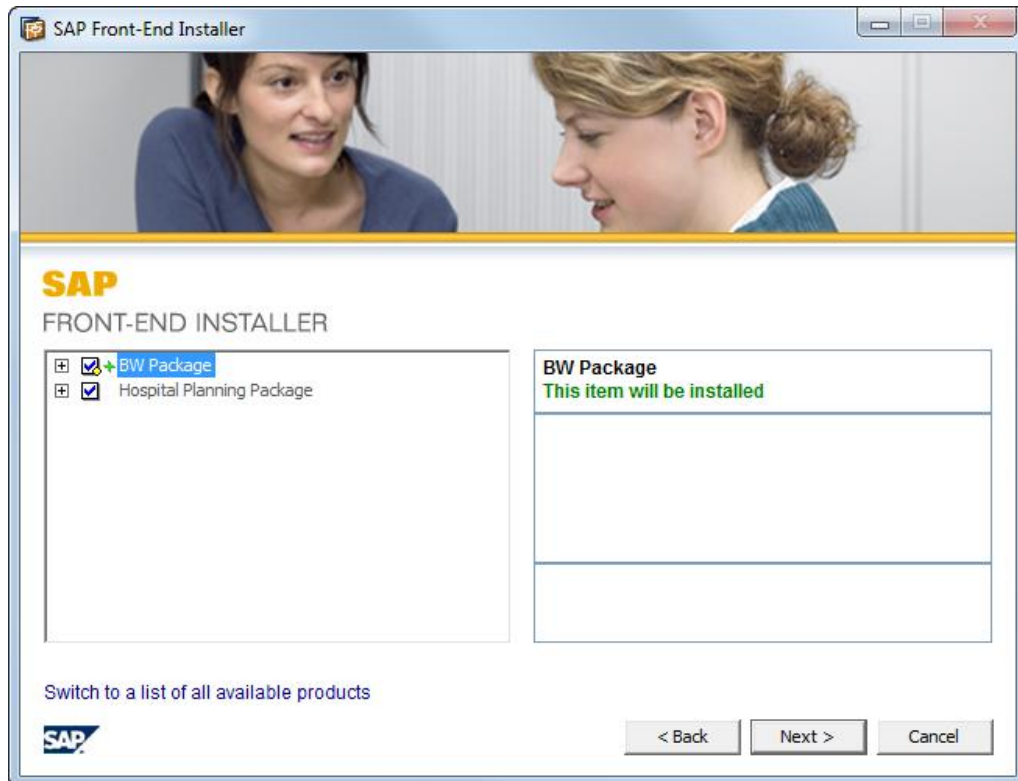 SAP Front-End Installer
SAP
FRONT-END INSTALLER
BW Package
Hospital Planning Package
BW Package
This item will be installed
Switch to a list of all available products
SAP
< Back
Next >
Cancel